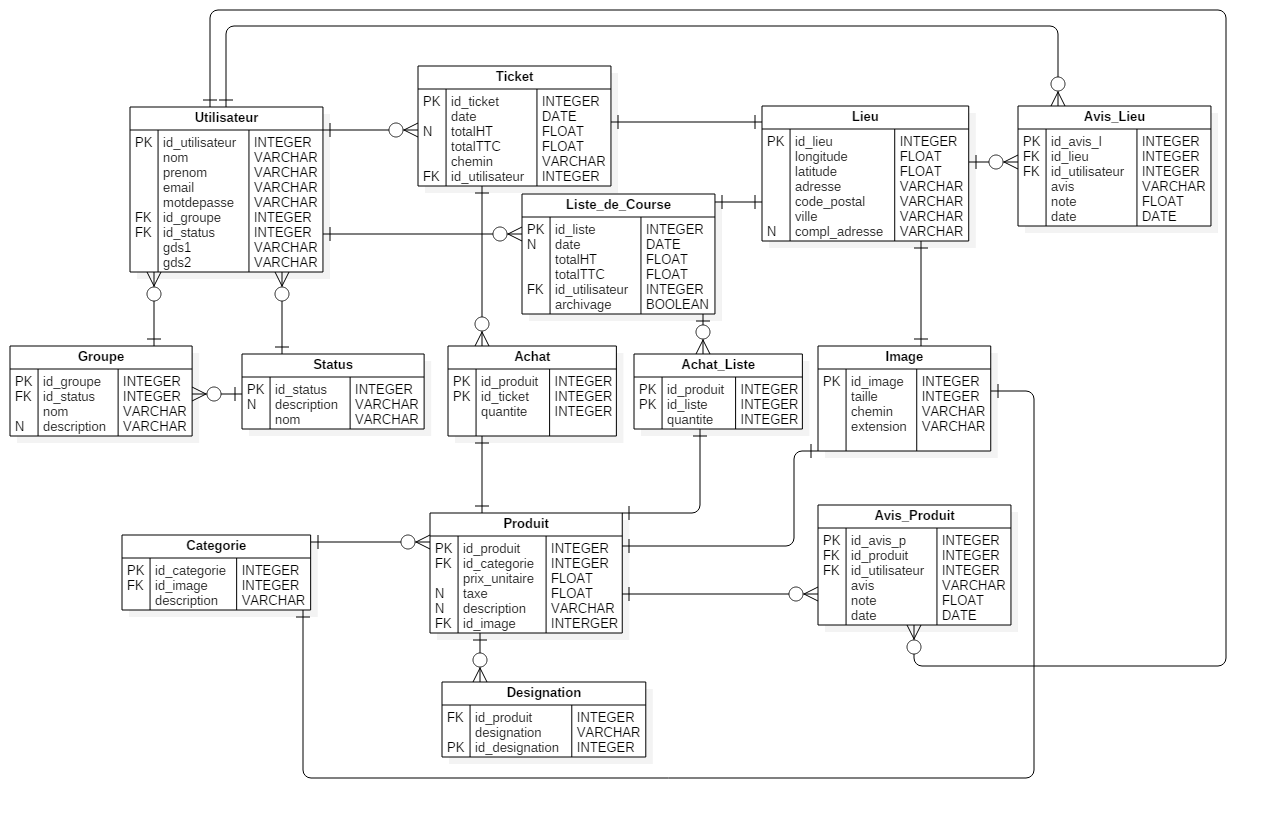 Ticket
PK id_ticket INTEGER
date DATE
N totalHT FLOAT
totalTTC FLOAT
chemin VARCHAR
FK id_utilisateur INTEGER
Utilisateur
PK id_utilisateur INTEGER
nom VARCHAR
prenom VARCHAR
email VARCHAR
motdepasse VARCHAR
FK id_groupe INTEGER
FK id_status INTEGER
gds1 VARCHAR
gds2 VARCHAR
Lieu
PK id_lieu INTEGER
longitude FLOAT
latitude FLOAT
adresse VARCHAR
code_postal VARCHAR
ville VARCHAR
N compl_adresse VARCHAR
Avis_Lieu
PK id_avis_l INTEGER
FK id_lieu INTEGER
FK id_utilisateur INTEGER
avis VARCHAR
note FLOAT
date DATE
Liste_de_Course
PK id_liste INTEGER
N date DATE
totalHT FLOAT
totalTTC FLOAT
FK id_utilisateur INTEGER
archivage BOOLEAN
Groupe
PK id_groupe INTEGER
FK id_status INTEGER
nom VARCHAR
N description VARCHAR
Status
PK id_status INTEGER
N description VARCHAR
nom VARCHAR
Achat
PK id_produit INTEGER
PK id_ticket INTEGER
quantite INTEGER
Achat_Liste
PK id_produit INTEGER
PK id_liste INTEGER
quantite INTEGER
Image
PK id_image INTEGER
taille INTEGER
chemin VARCHAR
extension VARCHAR
Categorie
PK id_categorie INTEGER
FK id_image INTEGER
description VARCHAR
Produit
PK id_produit INTEGER
FK id_categorie INTEGER
prix_unitaire FLOAT
N taxe FLOAT
N description VARCHAR
FK id_image INTERGER
Avis_Produit
PK id_avis_p INTEGER
FK id_produit INTEGER
FK id_utilisateur INTEGER
avis VARCHAR
note FLOAT
date DATE
Designation
FK id_produit INTEGER
designation VARCHAR
PK id_designation INTEGER